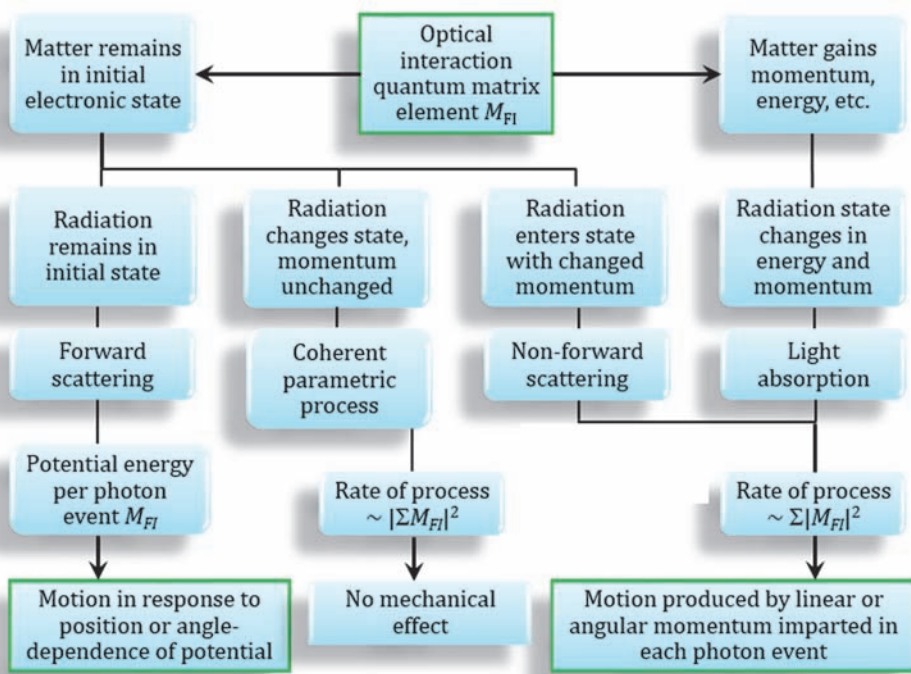 Matter remains
in initial
electronic state
Optical
interaction
quantum matrix
element M_FI
Matter gains
momentum,
energy, etc.
Radiation
remains in
initial state
Radiation
changes state,
momentum
unchanged
Radiation
enters state
with changed
momentum
Radiation state
changes in
energy and
momentum
Forward
scattering
Coherent
parametric
process
Non-forward
scattering
Light
absorption
Potential energy
per photon
event M_FI
Rate of process
~ |ΣM_FI|²
Rate of process
~ Σ|M_FI|²
Motion in response to
position or angle-
dependence of potential
No mechanical
effect
Motion produced by linear or
angular momentum imparted in
each photon event